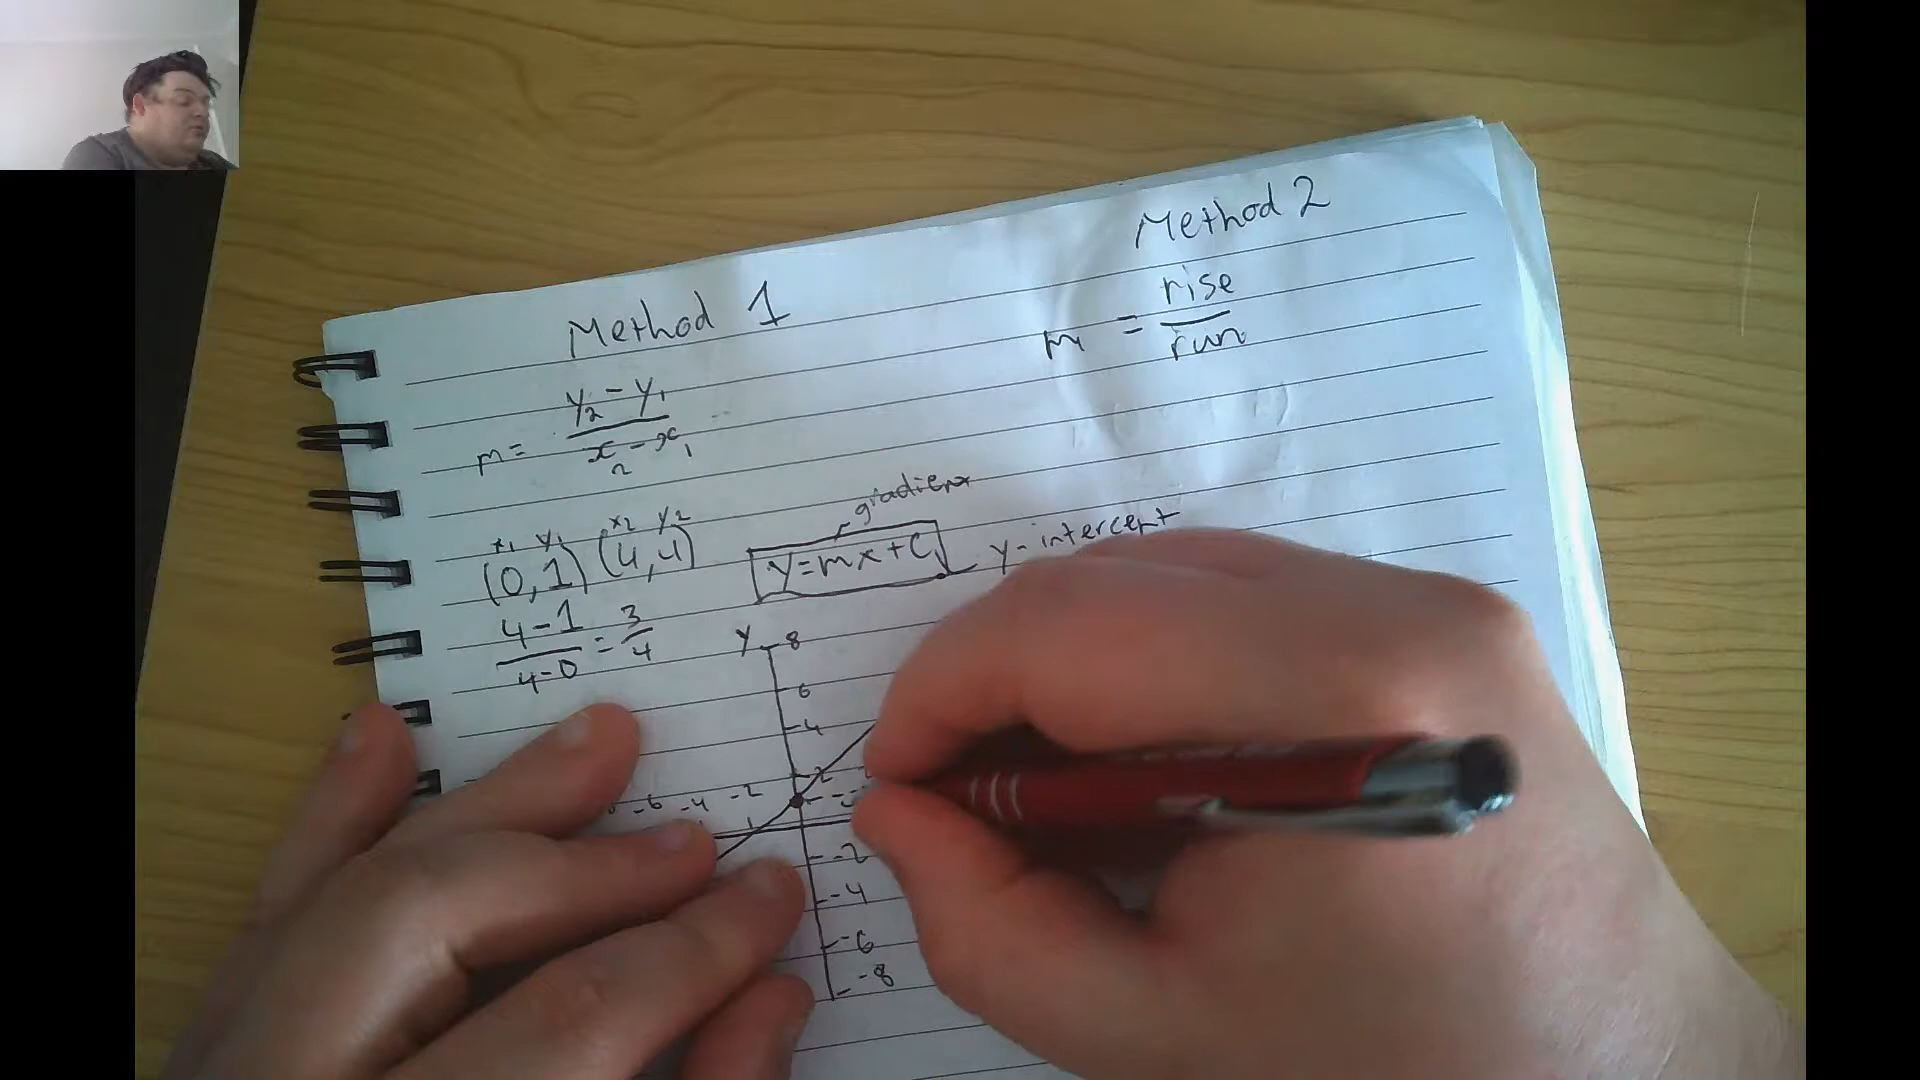 Method 1
m = y₂ - y₁ / x₂ - x₁
x₁ y₁ x₂ y₂
(0,1) (4,4)
4-1 / 4-0 = 3/4
Method 2
m = rise / run
gradient
y=mx+c
y-intercept
y
8
6
4
2
-6 -4 -2
-2
-4
-6
-8